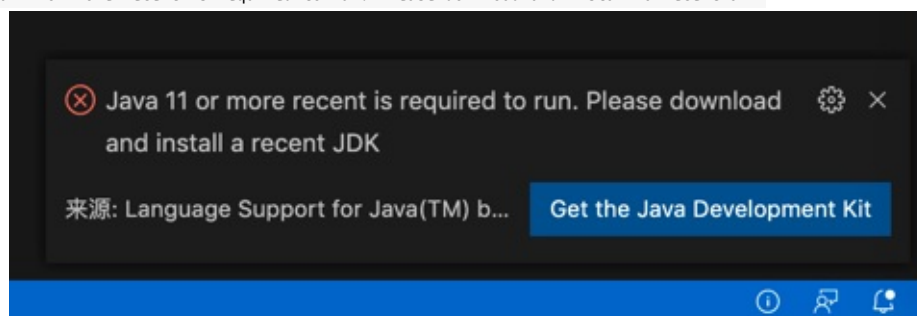 Java 11 or more recent is required to run. Please download
and install a recent JDK
来源: Language Support for Java(TM) b...
Get the Java Development Kit